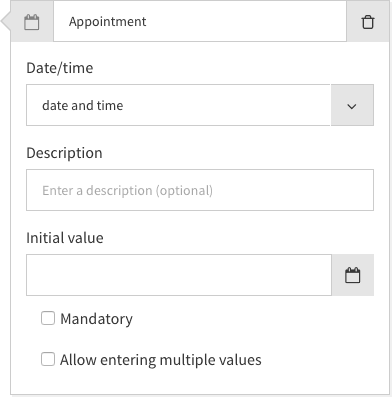 Appointment
Date/time
date and time
Description
Enter a description (optional)
Initial value
Mandatory
Allow entering multiple values